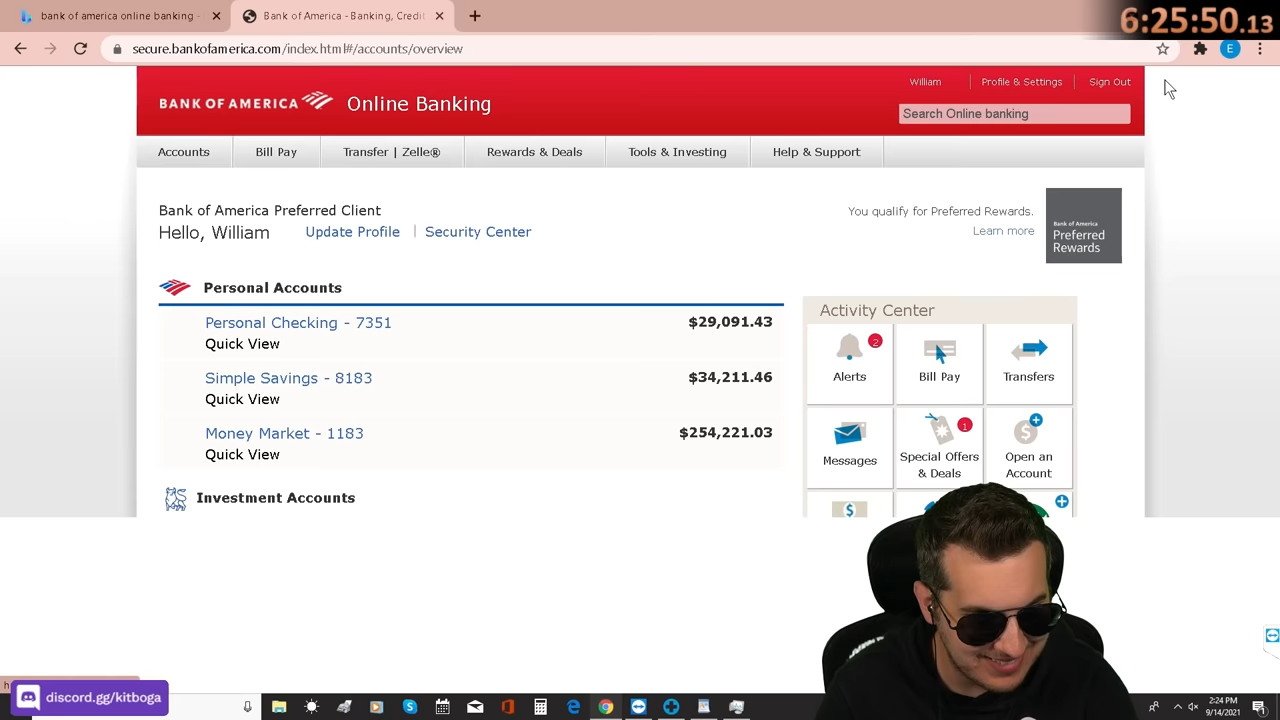 bank of america online banking -
Bank of America - Banking, Credit
6:25:50.13
secure.bankofamerica.com/index.html#/accounts/overview
E
William
Profile & Settings
Sign Out
BANK OF AMERICA
Online Banking
Search Online banking
Accounts
Bill Pay
Transfer | Zelle®
Rewards & Deals
Tools & Investing
Help & Support
Bank of America Preferred Client
Hello, William
Update Profile
Security Center
You qualify for Preferred Rewards.
Learn more
Bank of America
Preferred
Rewards
Personal Accounts
Personal Checking - 7351
$29,091.43
Quick View
Simple Savings - 8183
$34,211.46
Quick View
Money Market - 1183
$254,221.03
Quick View
Investment Accounts
Activity Center
Alerts
2
Bill Pay
Transfers
Messages
Special Offers
& Deals
1
Open an
Account
discord.gg/kitboga
2:24 PM
9/14/2021
1